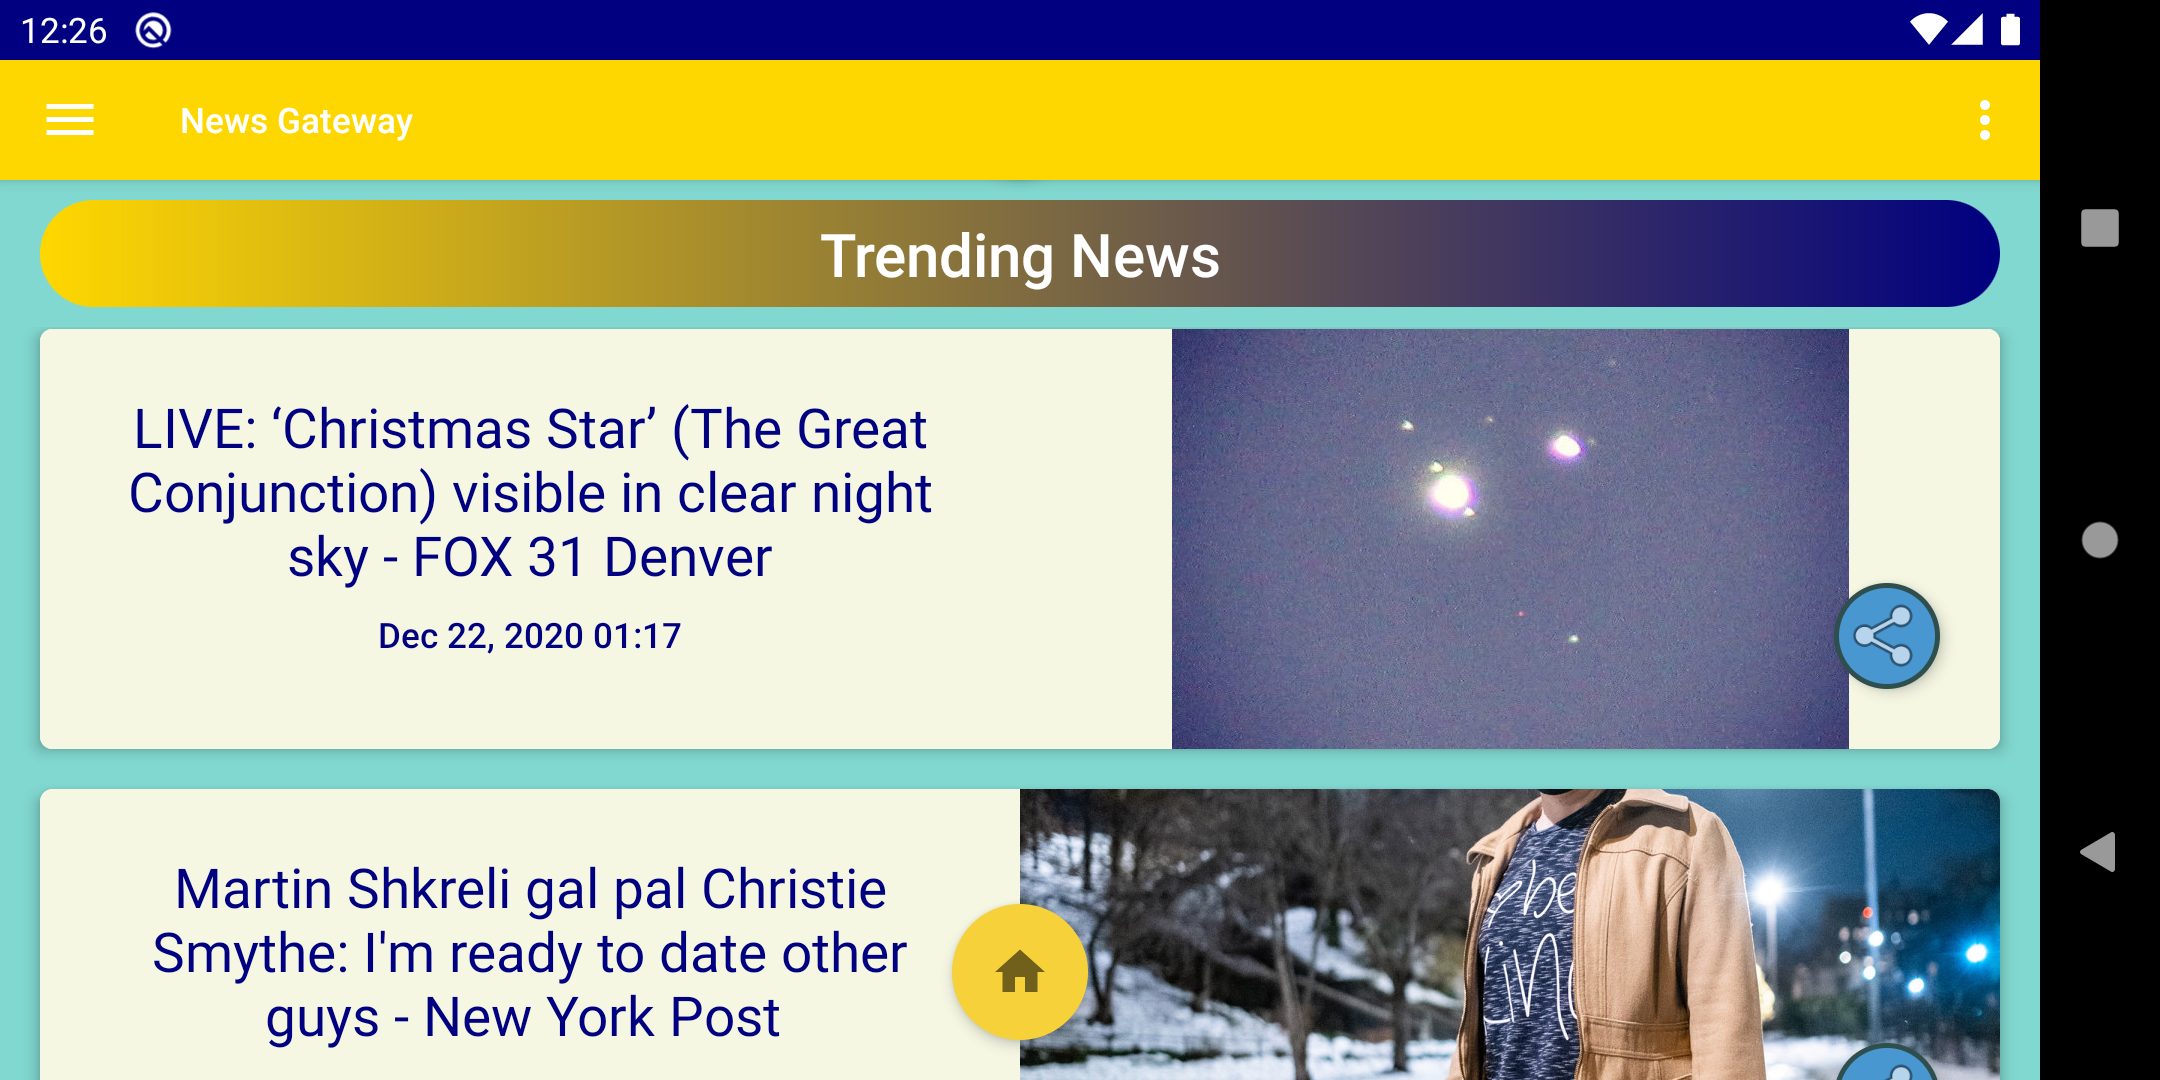 12:26
News Gateway
Trending News
LIVE: ‘Christmas Star’ (The Great
Conjunction) visible in clear night
sky - FOX 31 Denver
Dec 22, 2020 01:17
Martin Shkreli gal pal Christie
Smythe: I'm ready to date other
guys - New York Post